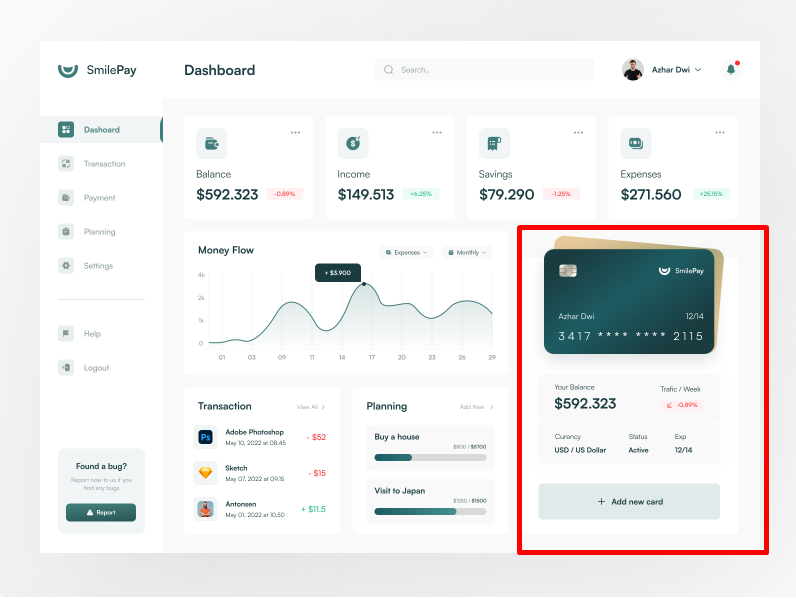 SmilePay
Dashboard
Search..
Azhar Dwi
Dashoard
Transaction
Payment
Planning
Settings
Help
Logout
Found a bug?
Report now to us if you
find any bugs
Report
Balance
$592.323
-0.89%
Income
$149.513
+6.25%
Savings
$79.290
-1.25%
Expenses
$271.560
+25.15%
Money Flow
Expenses
Monthly
4k
2k
1k
0
+ $3.900
01 03 09 11 14 17 20 23 26 29
Transaction
View All
Ps
Adobe Photoshop
May 10, 2022 at 08.45
- $52
Sketch
May 07, 2022 at 09.15
- $15
Antonsen
May 01, 2022 at 10.50
+ $11.5
Planning
Add New
Buy a house
$800 / $8700
Visit to Japan
$1250 / $1500
SmilePay
Azhar Dwi 12/14
3417 **** **** 2115
Your Balance
$592.323
Trafic / Week
-0.89%
Curency Status Exp
USD / US Dollar Active 12/14
+ Add new card